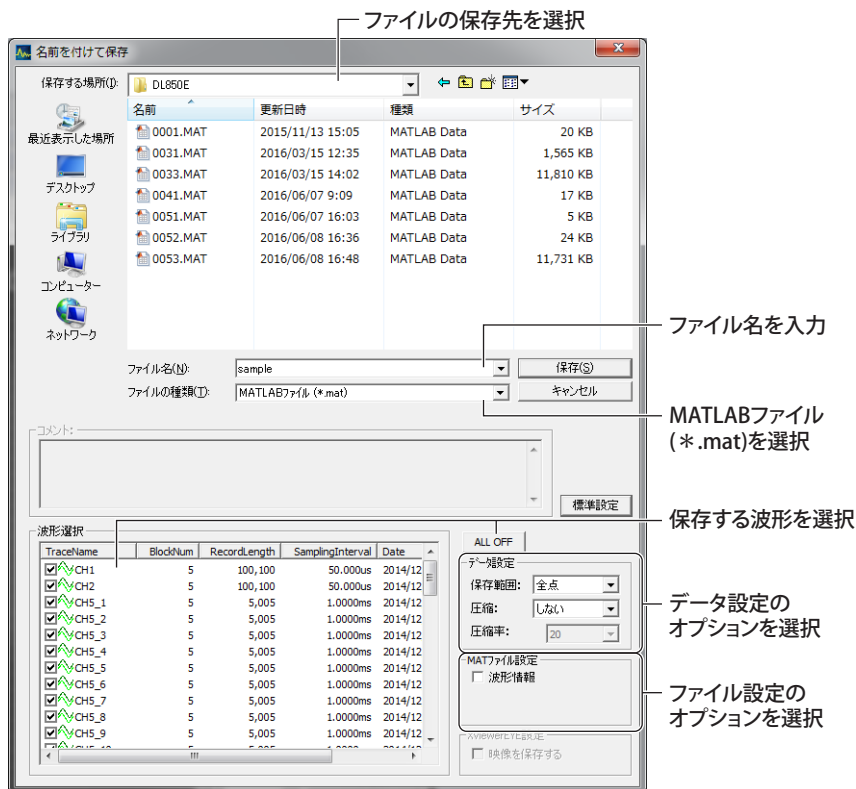 ファイルの保存先を選択
名前を付けて保存
保存する場所(I):
DL850E
最近表示した場所
デスクトップ
ライブラリ
コンピューター
ネットワーク
名前 更新日時 種類 サイズ
0001.MAT 2015/11/13 15:05 MATLAB Data 20 KB
0031.MAT 2016/03/15 12:35 MATLAB Data 1,565 KB
0033.MAT 2016/03/15 14:02 MATLAB Data 11,810 KB
0041.MAT 2016/06/07 9:09 MATLAB Data 17 KB
0051.MAT 2016/06/07 16:03 MATLAB Data 5 KB
0052.MAT 2016/06/08 16:36 MATLAB Data 24 KB
0053.MAT 2016/06/08 16:48 MATLAB Data 11,731 KB
ファイル名を入力
ファイル名(N): sample 保存(S)
ファイルの種類(T): MATLABファイル (*.mat) キャンセル
MATLABファイル
(＊.mat)を選択
コメント:
標準設定
保存する波形を選択
波形選択
TraceName BlockNum RecordLength SamplingInterval Date
CH1 5 100,100 50.000us 2014/12
CH2 5 100,100 50.000us 2014/12
CH5_1 5 5,005 1.0000ms 2014/12
CH5_2 5 5,005 1.0000ms 2014/12
CH5_3 5 5,005 1.0000ms 2014/12
CH5_4 5 5,005 1.0000ms 2014/12
CH5_5 5 5,005 1.0000ms 2014/12
CH5_6 5 5,005 1.0000ms 2014/12
CH5_7 5 5,005 1.0000ms 2014/12
CH5_8 5 5,005 1.0000ms 2014/12
CH5_9 5 5,005 1.0000ms 2014/12
ALL OFF
データ設定
保存範囲: 全点
圧縮: しない
圧縮率: 20
データ設定の
オプションを選択
MATファイル設定
波形情報
ファイル設定の
オプションを選択
XviewerEYE設定
映像を保存する